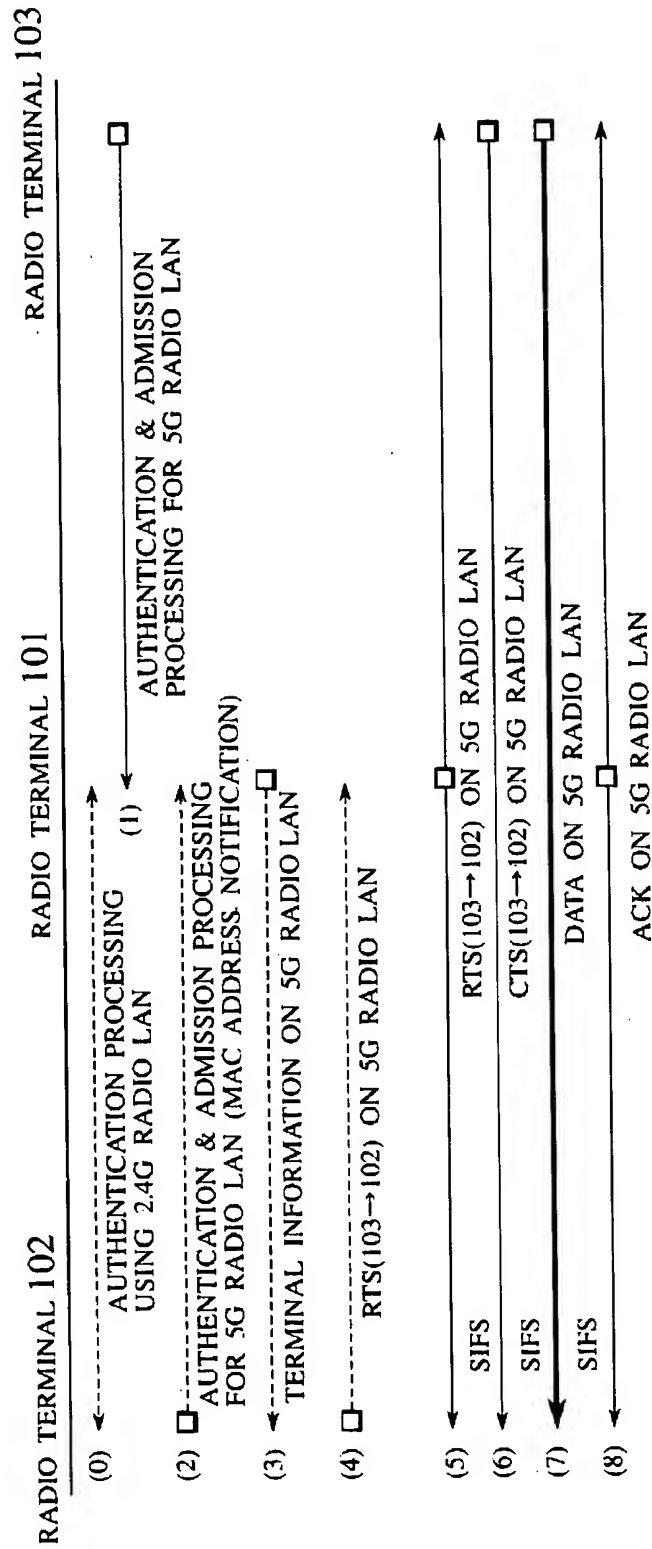 RADIO TERMINAL 102
RADIO TERMINAL 101
RADIO TERMINAL 103
(0)
AUTHENTICATION PROCESSING
USING 2.4G RADIO LAN
(1)
AUTHENTICATION & ADMISSION
PROCESSING FOR 5G RADIO LAN
(2)
AUTHENTICATION & ADMISSION PROCESSING
FOR 5G RADIO LAN (MAC ADDRESS NOTIFICATION)
(3)
TERMINAL INFORMATION ON 5G RADIO LAN
(4)
RTS(103→102) ON 5G RADIO LAN
(5)
SIFS
RTS(103→102) ON 5G RADIO LAN
(6)
SIFS
CTS(103→102) ON 5G RADIO LAN
(7)
SIFS
DATA ON 5G RADIO LAN
(8)
ACK ON 5G RADIO LAN